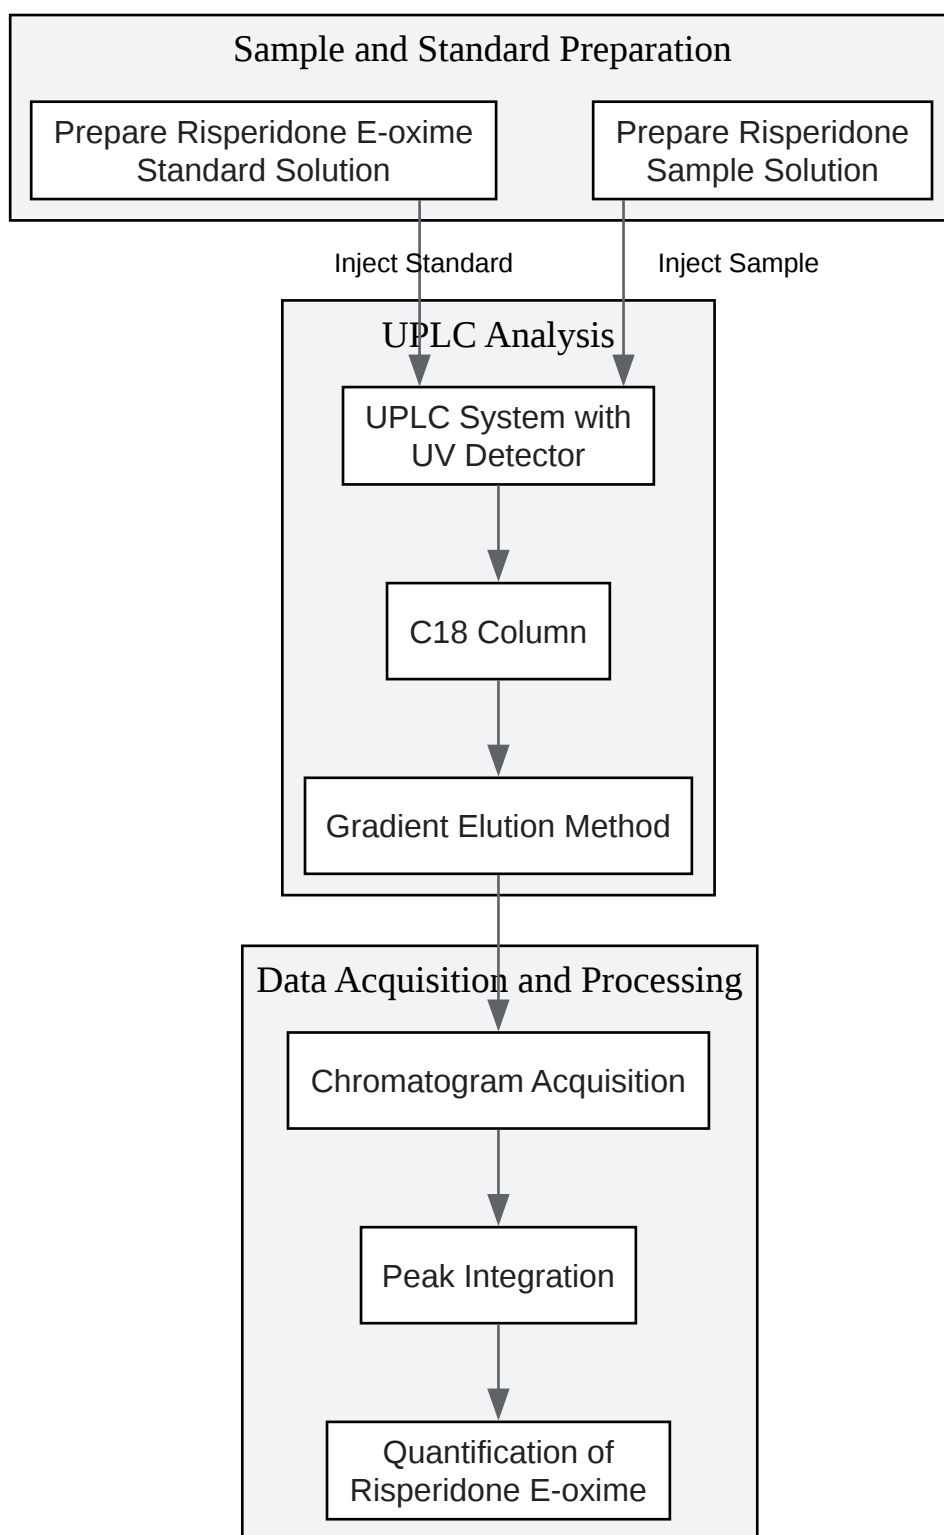 Sample and Standard Preparation
Prepare Risperidone E-oxime
Standard Solution
Prepare Risperidone
Sample Solution
Inject Standard
Inject Sample
UPLC Analysis
UPLC System with
UV Detector
C18 Column
Gradient Elution Method
Data Acquisition and Processing
Chromatogram Acquisition
Peak Integration
Quantification of
Risperidone E-oxime